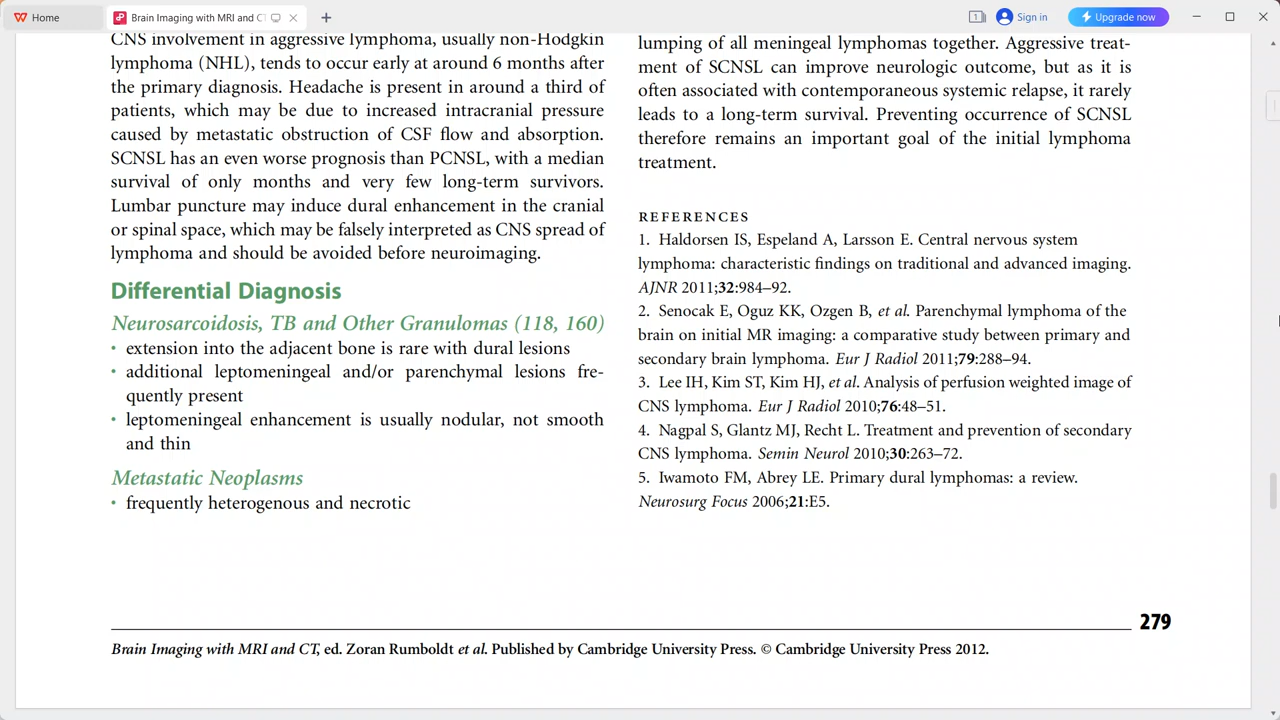 Home
Brain Imaging with MRI and CT
Sign in
Upgrade now
CNS involvement in aggressive lymphoma, usually non-Hodgkin
lymphoma (NHL), tends to occur early at around 6 months after
the primary diagnosis. Headache is present in around a third of
patients, which may be due to increased intracranial pressure
caused by metastatic obstruction of CSF flow and absorption.
SCNSL has an even worse prognosis than PCNSL, with a median
survival of only months and very few long-term survivors.
Lumbar puncture may induce dural enhancement in the cranial
or spinal space, which may be falsely interpreted as CNS spread of
lymphoma and should be avoided before neuroimaging.
Differential Diagnosis
Neurosarcoidosis, TB and Other Granulomas (118, 160)
• extension into the adjacent bone is rare with dural lesions
• additional leptomeningeal and/or parenchymal lesions fre-
quently present
• leptomeningeal enhancement is usually nodular, not smooth
and thin
Metastatic Neoplasms
• frequently heterogenous and necrotic
lumping of all meningeal lymphomas together. Aggressive treat-
ment of SCNSL can improve neurologic outcome, but as it is
often associated with contemporaneous systemic relapse, it rarely
leads to a long-term survival. Preventing occurrence of SCNSL
therefore remains an important goal of the initial lymphoma
treatment.
REFERENCES
1. Haldorsen IS, Espeland A, Larsson E. Central nervous system
lymphoma: characteristic findings on traditional and advanced imaging.
AJNR 2011;32:984–92.
2. Senocak E, Oguz KK, Ozgen B, et al. Parenchymal lymphoma of the
brain on initial MR imaging: a comparative study between primary and
secondary brain lymphoma. Eur J Radiol 2011;79:288–94.
3. Lee IH, Kim ST, Kim HJ, et al. Analysis of perfusion weighted image of
CNS lymphoma. Eur J Radiol 2010;76:48–51.
4. Nagpal S, Glantz MJ, Recht L. Treatment and prevention of secondary
CNS lymphoma. Semin Neurol 2010;30:263–72.
5. Iwamoto FM, Abrey LE. Primary dural lymphomas: a review.
Neurosurg Focus 2006;21:E5.
279
Brain Imaging with MRI and CT, ed. Zoran Rumboldt et al. Published by Cambridge University Press. © Cambridge University Press 2012.